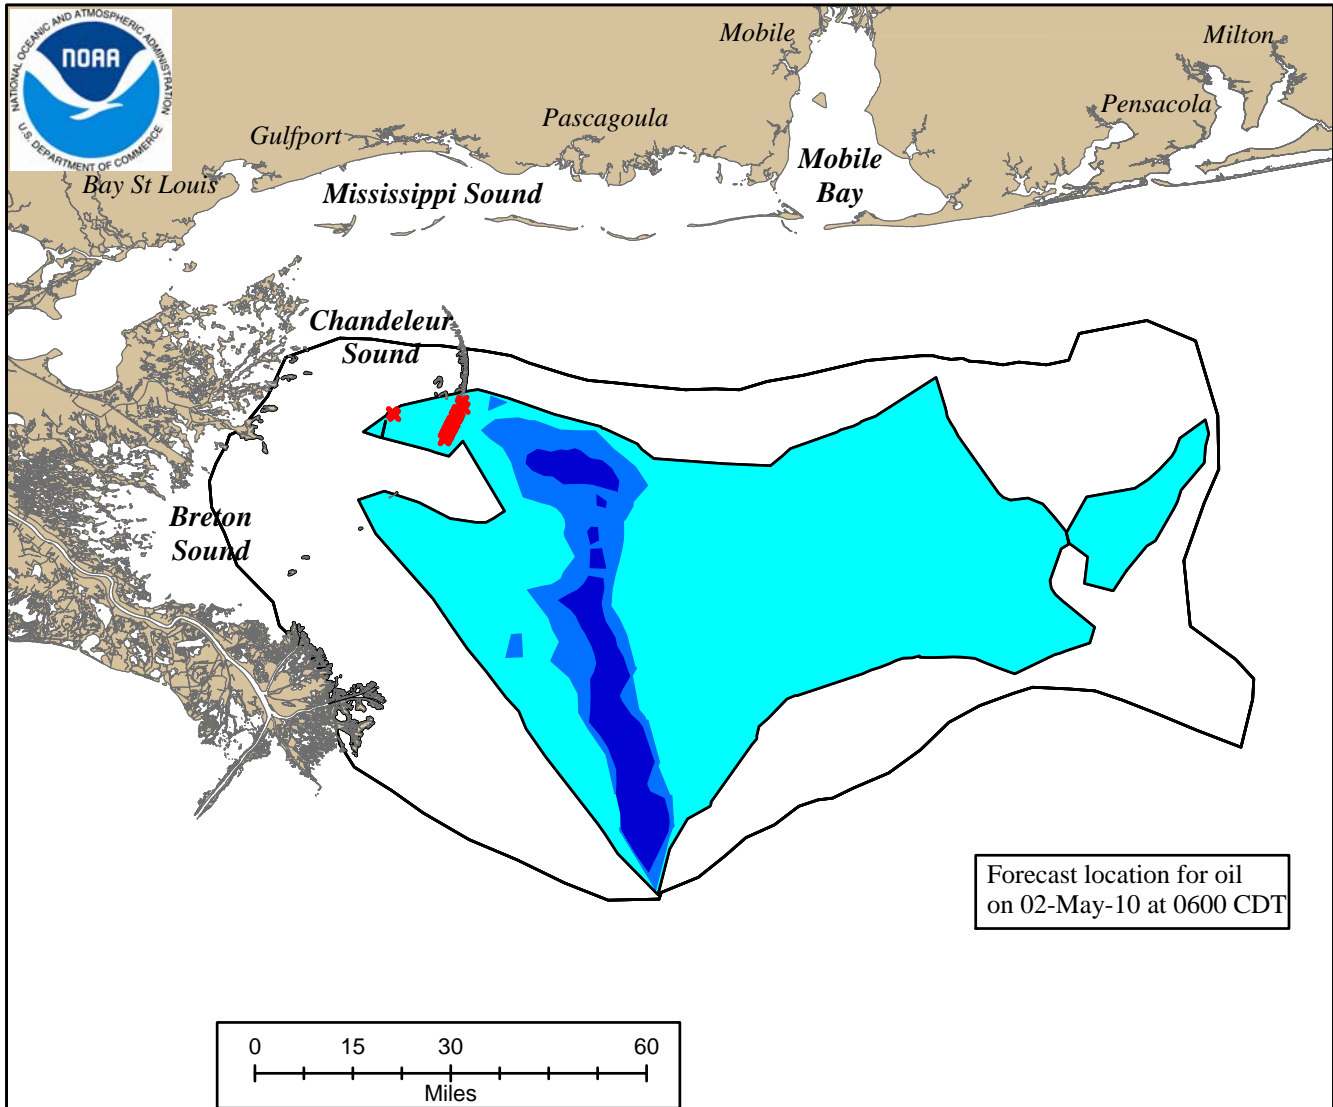 NATIONAL OCEANIC AND ATMOSPHERIC ADMINISTRATION
NOAA
U.S. DEPARTMENT OF COMMERCE
Mobile
Milton
Pensacola
Pascagoula
Gulfport
Mobile
Bay
Bay St Louis
Mississippi Sound
Chandeleur
Sound
Breton
Sound
Forecast location for oil
on 02-May-10 at 0600 CDT
0 15 30 60
Miles